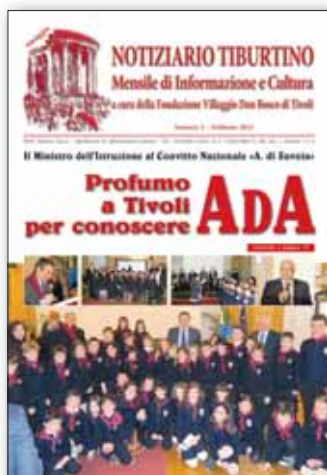 NOTIZIARIO TIBURTINO
Mensile di Informazione e Cultura
a cura della Fondazione Villaggio Don Bosco di Tivoli
Il Ministro dell'Istruzione al Convitto Nazionale «A. di Savoia»
Profumo
a Tivoli
per conoscere
ADA